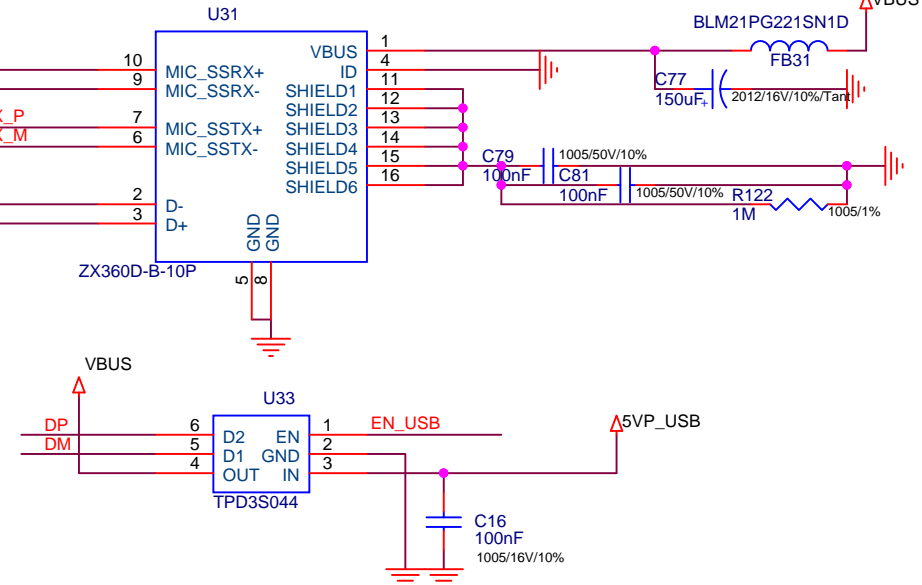 U31
BLM21PG221SN1D
VBUS
FB31
10 MIC_SSRX+
9 MIC_SSRX-
7 MIC_SSTX+
6 MIC_SSTX-
2 D-
3 D+
VBUS 1
ID 4
SHIELD1 11
SHIELD2 12
SHIELD3 13
SHIELD4 14
SHIELD5 15
SHIELD6 16
GND 5
GND 8
ZX360D-B-10P
_P
_M
C77
150uF
+
2012/16V/10%/Tant
C79
100nF
1005/50V/10%
C81
100nF
1005/50V/10%
R122
1M
1005/1%
VBUS
U33
DP
DM
6 D2
5 D1
4 OUT
EN 1
GND 2
IN 3
EN_USB
5VP_USB
TPD3S044
C16
100nF
1005/16V/10%